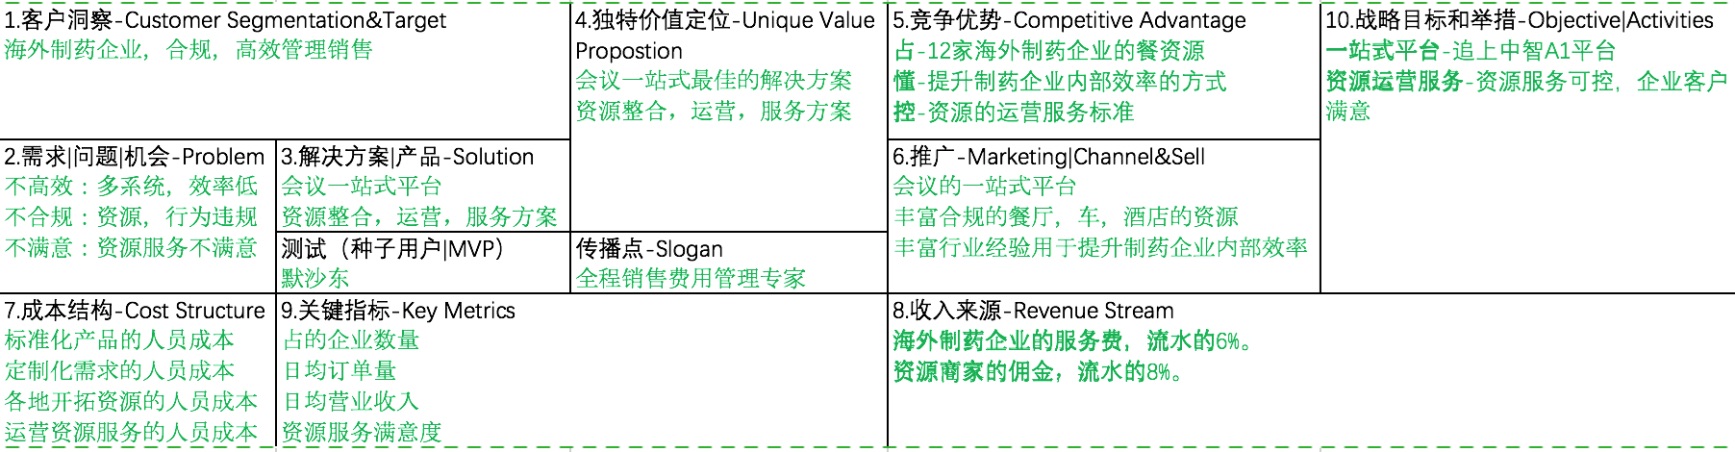 1.客户洞察-Customer Segmentation&Target
海外制药企业，合规，高效管理销售
2.需求|问题|机会-Problem
不高效：多系统，效率低
不合规：资源，行为违规
不满意：资源服务不满意
3.解决方案|产品-Solution
会议一站式平台
资源整合，运营，服务方案
测试（种子用户|MVP）
默沙东
4.独特价值定位-Unique Value
Propostion
会议一站式最佳的解决方案
资源整合，运营，服务方案
传播点-Slogan
全程销售费用管理专家
5.竞争优势-Competitive Advantage
占-12家海外制药企业的餐资源
懂-提升制药企业内部效率的方式
控-资源的运营服务标准
6.推广-Marketing|Channel&Sell
会议的一站式平台
丰富合规的餐厅，车，酒店的资源
丰富行业经验用于提升制药企业内部效率
10.战略目标和举措-Objective|Activities
一站式平台-追上中智A1平台
资源运营服务-资源服务可控，企业客户
满意
7.成本结构-Cost Structure
标准化产品的人员成本
定制化需求的人员成本
各地开拓资源的人员成本
运营资源服务的人员成本
9.关键指标-Key Metrics
占的企业数量
日均订单量
日均营业收入
资源服务满意度
8.收入来源-Revenue Stream
海外制药企业的服务费，流水的6%。
资源商家的佣金，流水的8%。